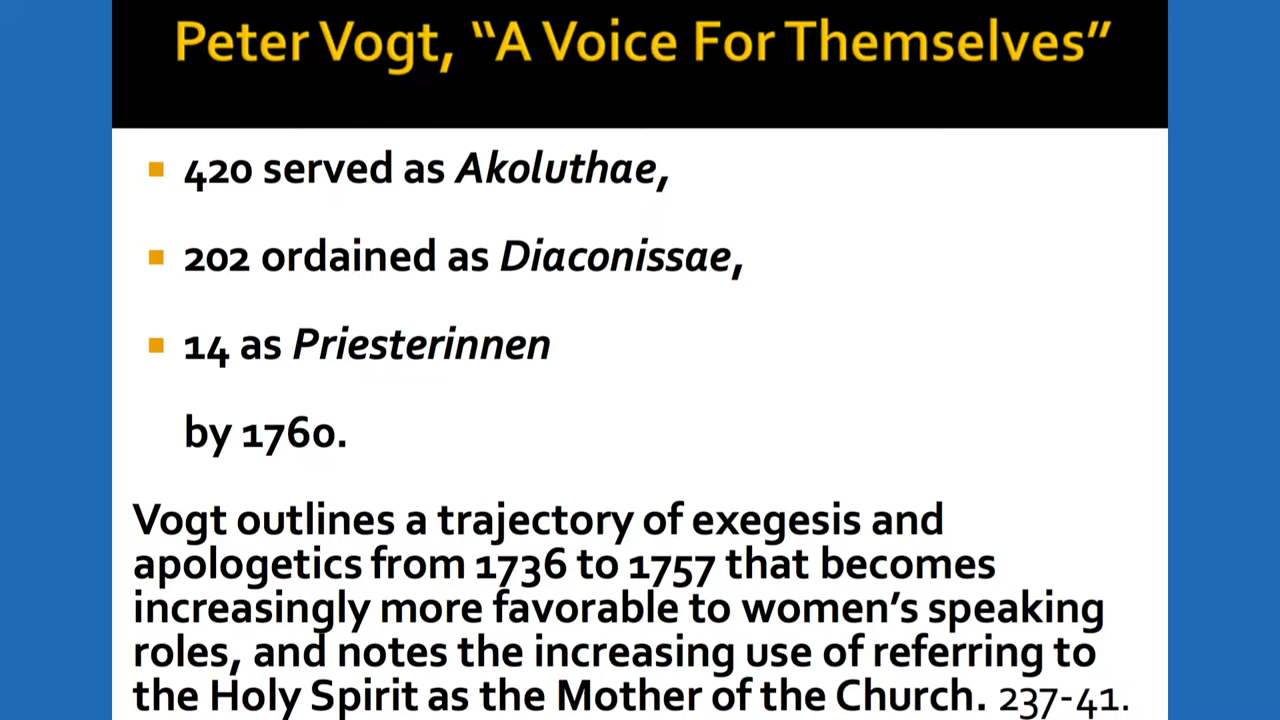 Peter Vogt, “A Voice For Themselves”
420 served as Akoluthae,
202 ordained as Diaconissae,
14 as Priesterinnen
by 1760.
Vogt outlines a trajectory of exegesis and
apologetics from 1736 to 1757 that becomes
increasingly more favorable to women’s speaking
roles, and notes the increasing use of referring to
the Holy Spirit as the Mother of the Church. 237-41.